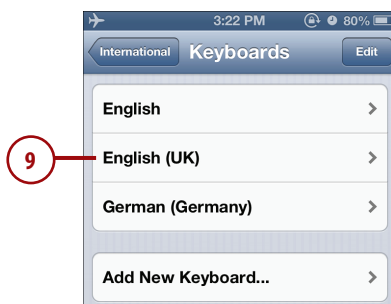 3:22 PM 80%
International Keyboards Edit
English
9 English (UK)
German (Germany)
Add New Keyboard...